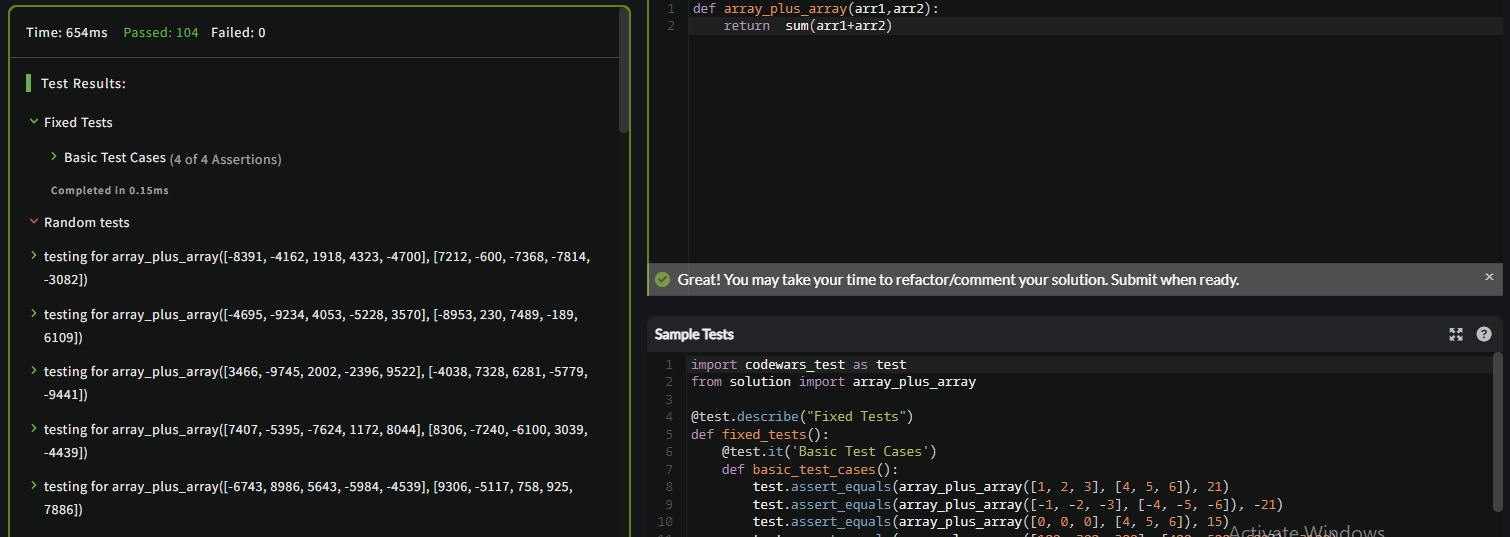 Time: 654ms Passed: 104 Failed: 0
Test Results:
Fixed Tests
Basic Test Cases (4 of 4 Assertions)
Completed in 0.15ms
Random tests
testing for array_plus_array([-8391, -4162, 1918, 4323, -4700], [7212, -600, -7368, -7814,
-3082])
testing for array_plus_array([-4695, -9234, 4053, -5228, 3570], [-8953, 230, 7489, -189,
6109])
testing for array_plus_array([3466, -9745, 2002, -2396, 9522], [-4038, 7328, 6281, -5779,
-9441])
testing for array_plus_array([7407, -5395, -7624, 1172, 8044], [8306, -7240, -6100, 3039,
-4439])
testing for array_plus_array([-6743, 8986, 5643, -5984, -4539], [9306, -5117, 758, 925,
7886])
1 def array_plus_array(arr1,arr2):
2     return  sum(arr1+arr2)
Great! You may take your time to refactor/comment your solution. Submit when ready.
Sample Tests
1 import codewars_test as test
2 from solution import array_plus_array
3
4 @test.describe("Fixed Tests")
5 def fixed_tests():
6     @test.it('Basic Test Cases')
7     def basic_test_cases():
8         test.assert_equals(array_plus_array([1, 2, 3], [4, 5, 6]), 21)
9         test.assert_equals(array_plus_array([-1, -2, -3], [-4, -5, -6]), -21)
10         test.assert_equals(array_plus_array([0, 0, 0], [4, 5, 6]), 15)
Activate Windows